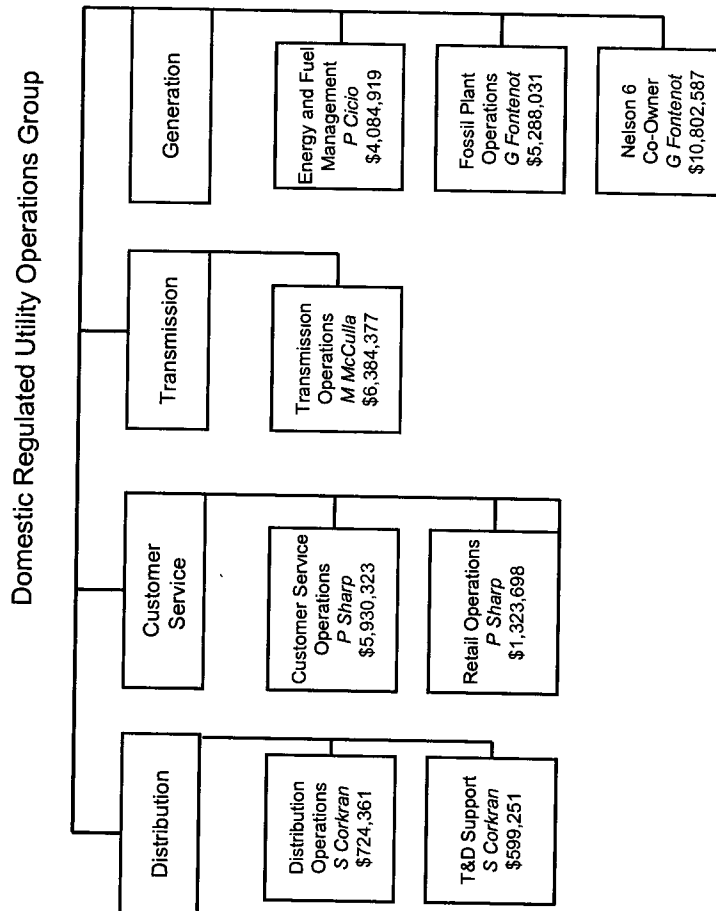 Domestic Regulated Utility Operations Group
Distribution
Distribution
Operations
S Corkran
$724,361
T&D Support
S Corkran
$599,251
Customer
Service
Customer Service
Operations
P Sharp
$5,930,323
Retail Operations
P Sharp
$1,323,698
Transmission
Transmission
Operations
M McCulla
$6,384,377
Generation
Energy and Fuel
Management
P Cicio
$4,084,919
Fossil Plant
Operations
G Fontenot
$5,288,031
Nelson 6
Co-Owner
G Fontenot
$10,802,587